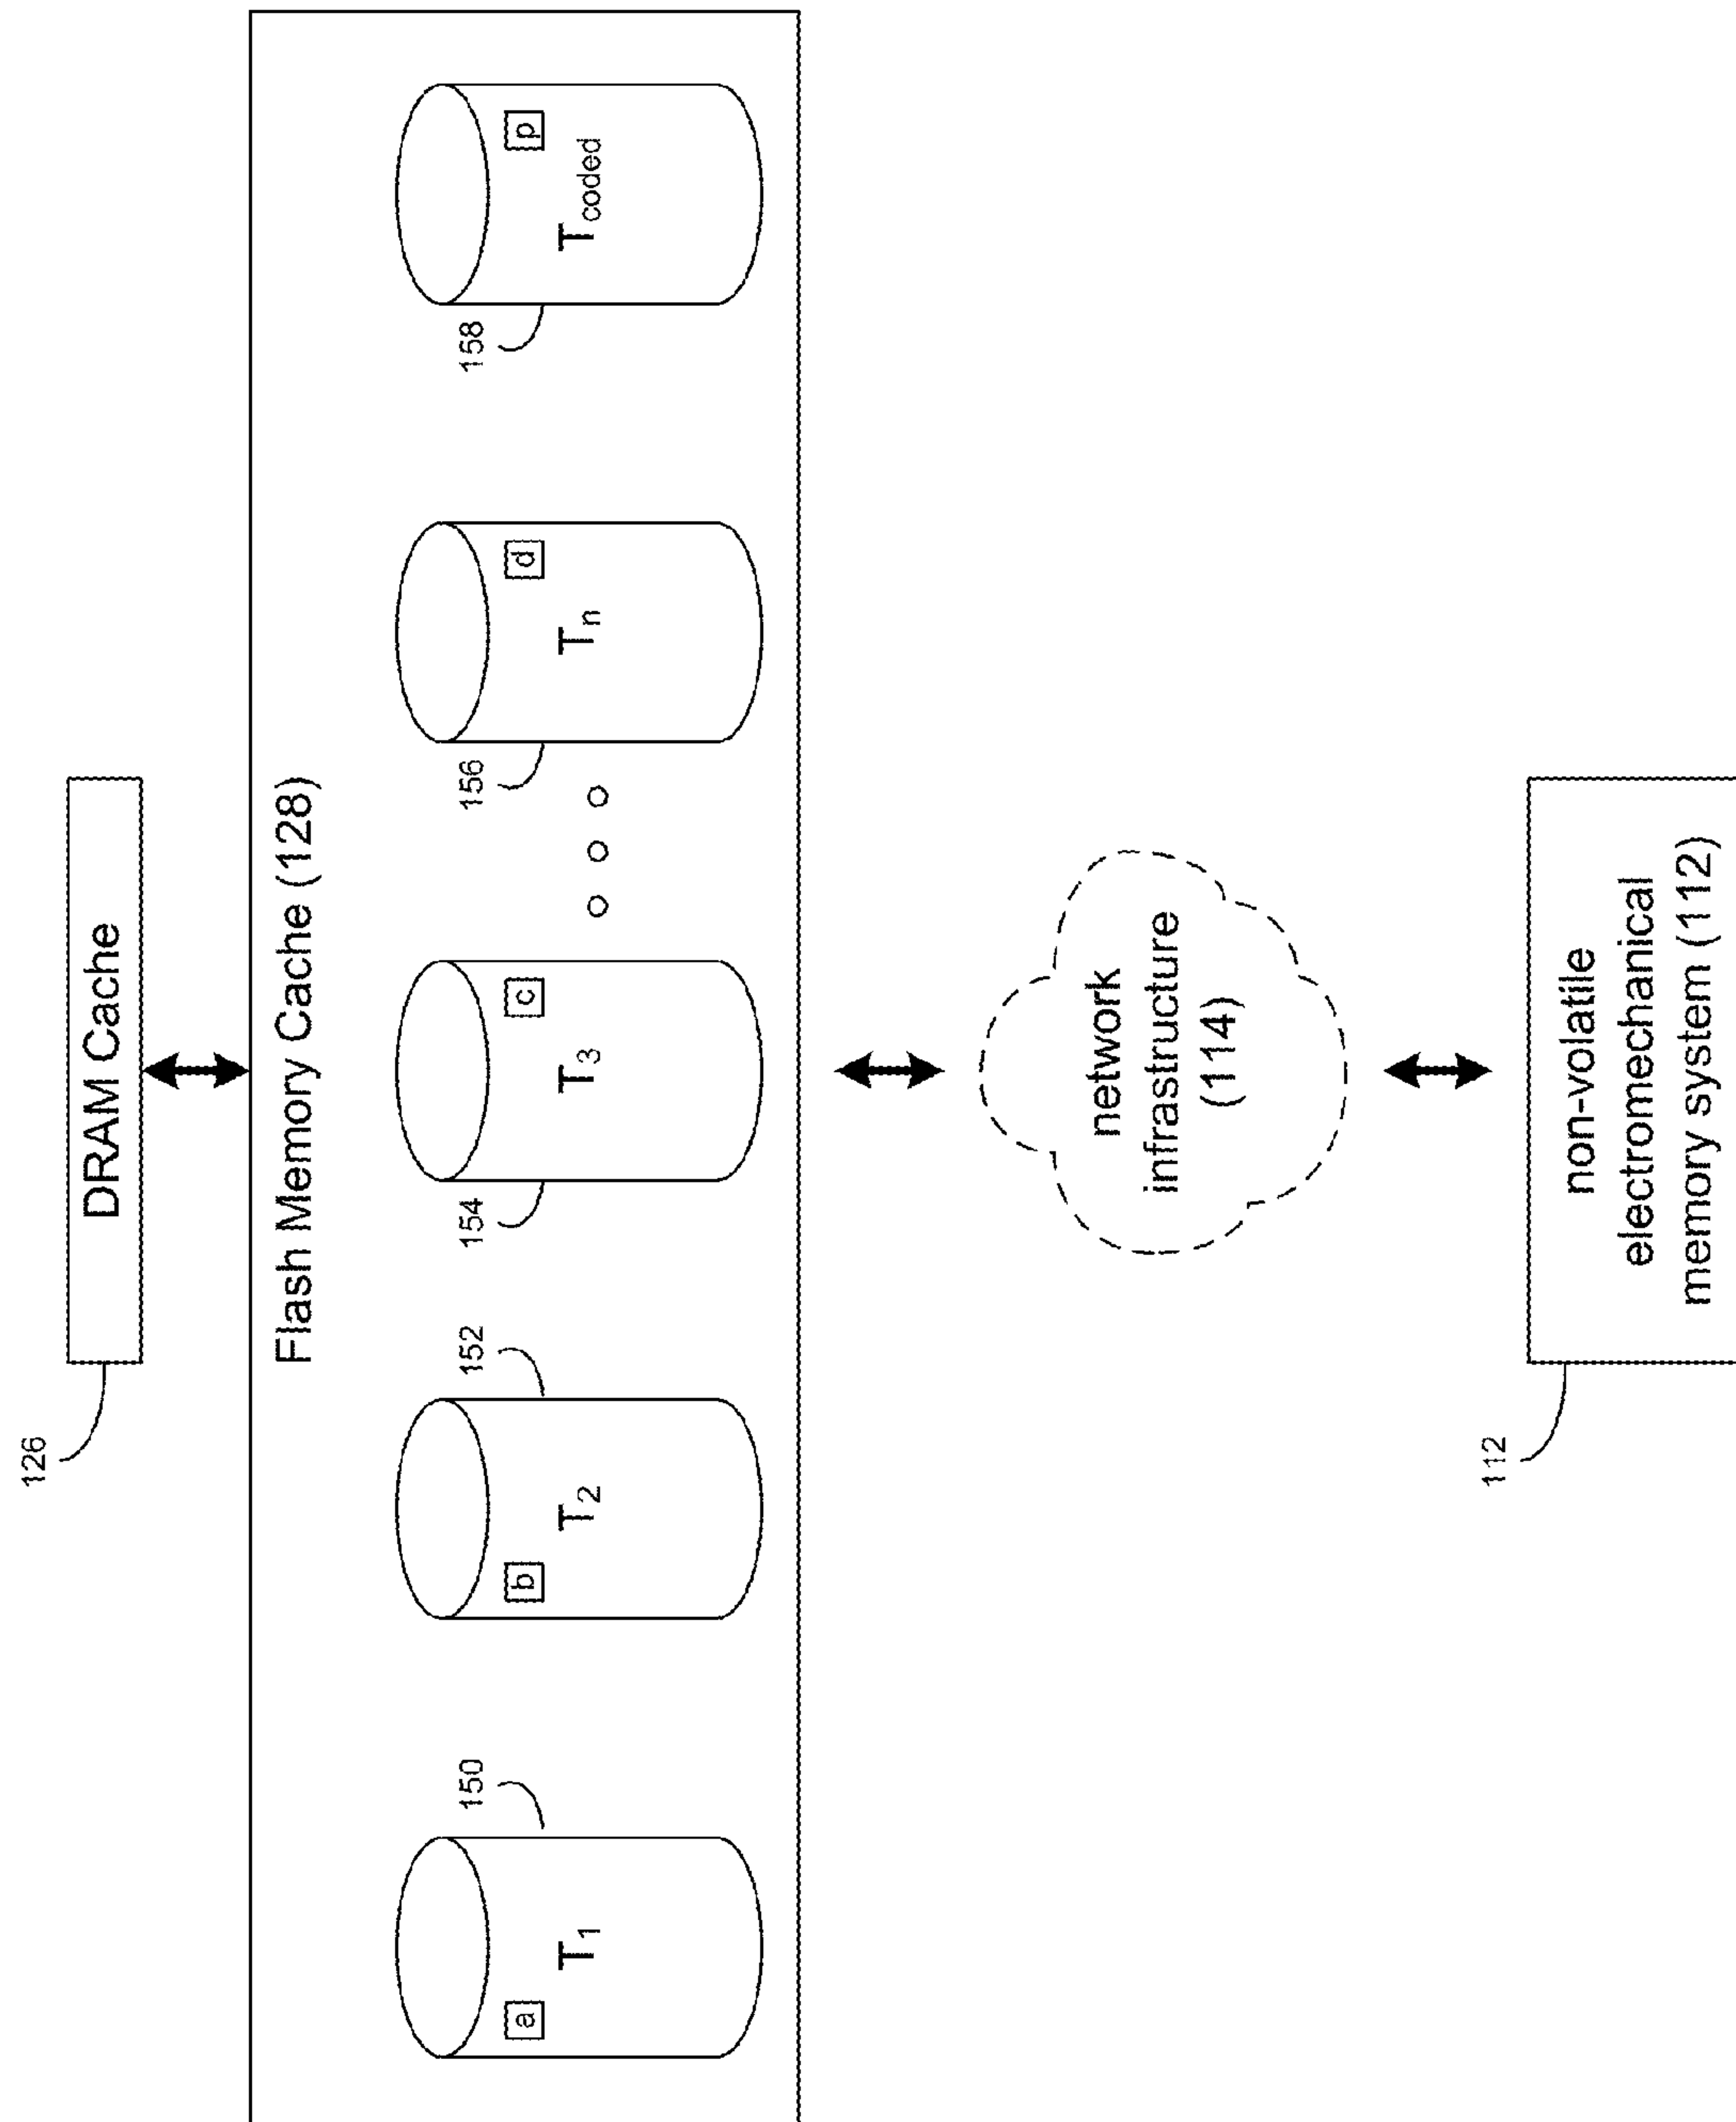 126
DRAM Cache
Flash Memory Cache (128)
150
152
154
156
158
a
b
c
d
p
T1
T2
T3
Tn
Tcoded
network
infrastructure
(114)
112
non-volatile
electromechanical
memory system (112)